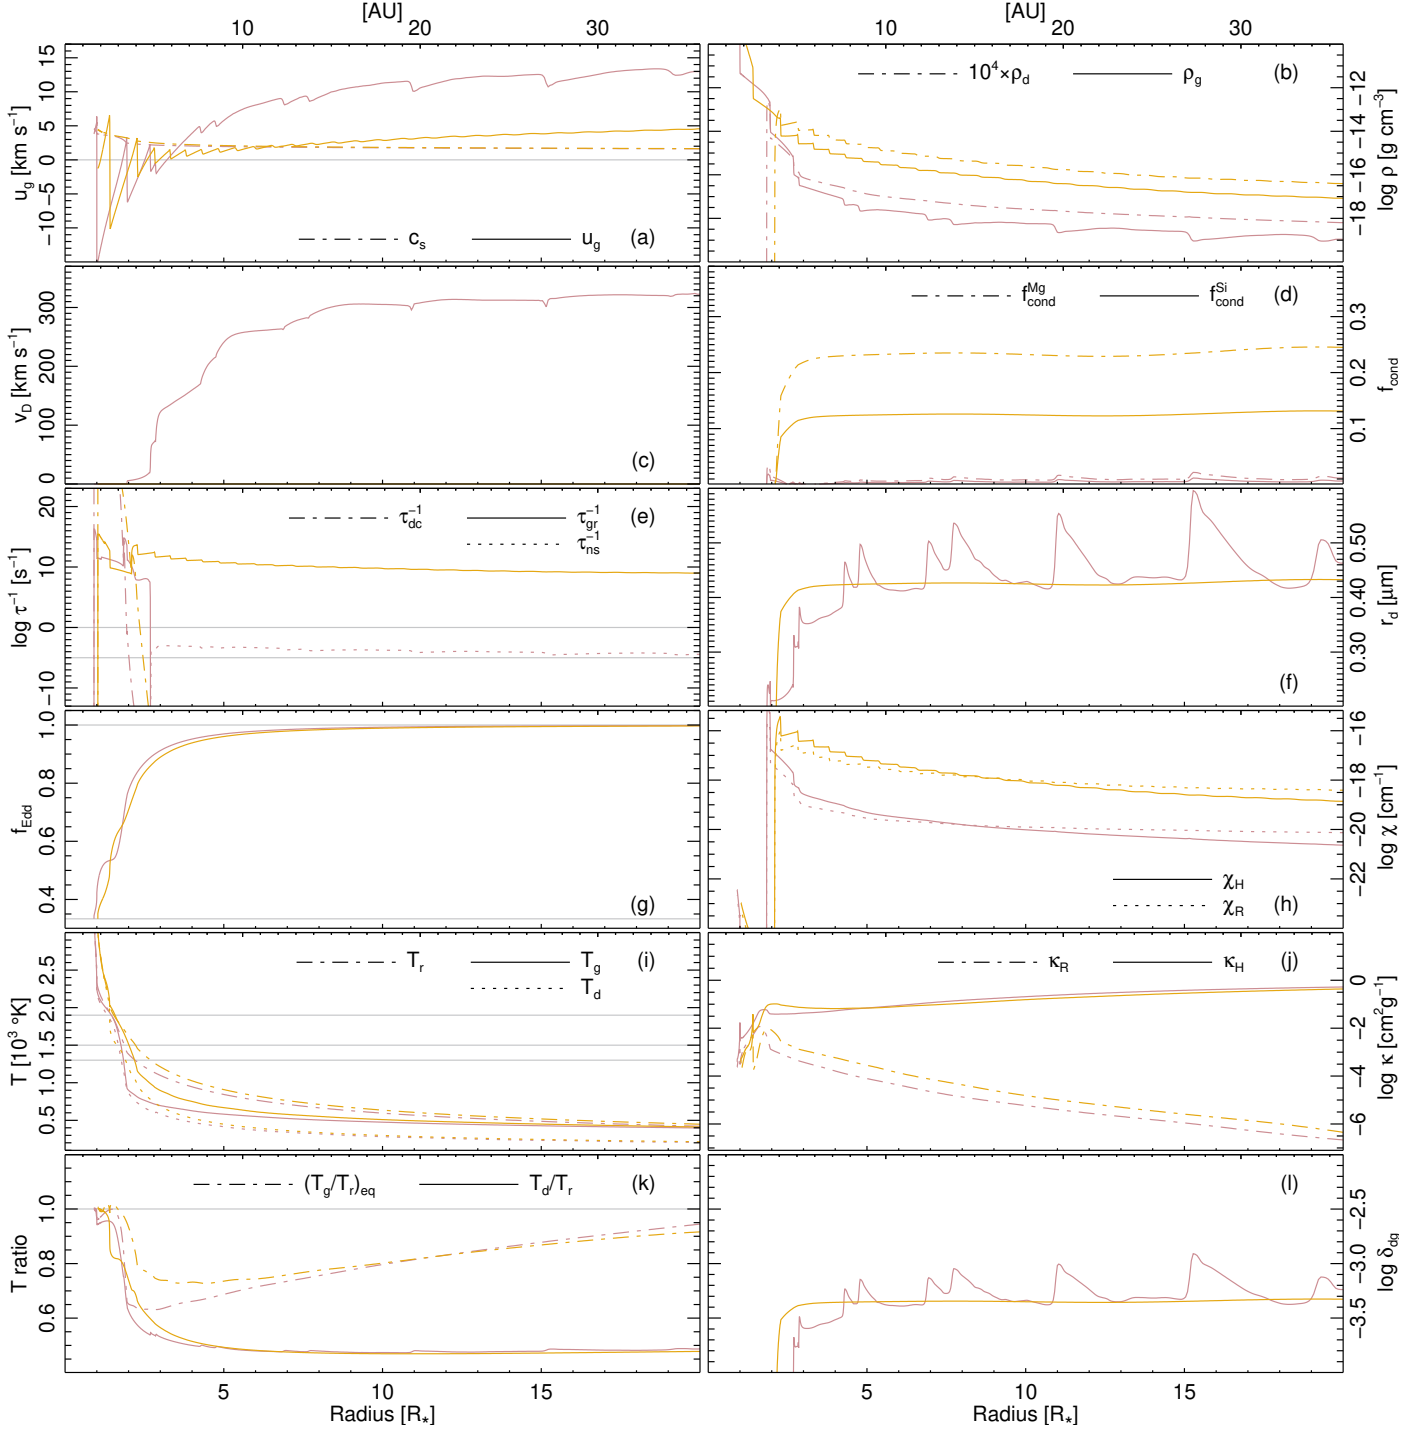 [AU] [AU]
10 20 30 10 20 30
u_g [km s⁻¹] 15 10 5 0 −5 −10
c_s u_g (a)
10⁴×ρ_d ρ_g (b)
−12 −14 −16 −18 log ρ [g cm⁻³]
v_D [km s⁻¹] 300 200 100 0
(c)
f_cond^Mg f_cond^Si (d)
0.3 0.2 0.1 f_cond
log τ⁻¹ [s⁻¹] 20 10 0 −10
τ_dc⁻¹ τ_gr⁻¹ (e)
τ_ns⁻¹
0.50 0.40 0.30 r_d [μm]
(f)
f_Edd 1.0 0.8 0.6 0.4
(g)
−16 −18 −20 −22 log χ [cm⁻¹]
χ_H
χ_R (h)
T [10³ °K] 2.5 2.0 1.5 1.0 0.5
T_r T_g (i)
T_d
κ_R κ_H (j)
0 −2 −4 −6 log κ [cm²g⁻¹]
T ratio 1.0 0.8 0.6
(T_g/T_r)_eq T_d/T_r (k)
(l)
−2.5 −3.0 −3.5 log δ_dg
5 10 15 5 10 15
Radius [R_*] Radius [R_*]